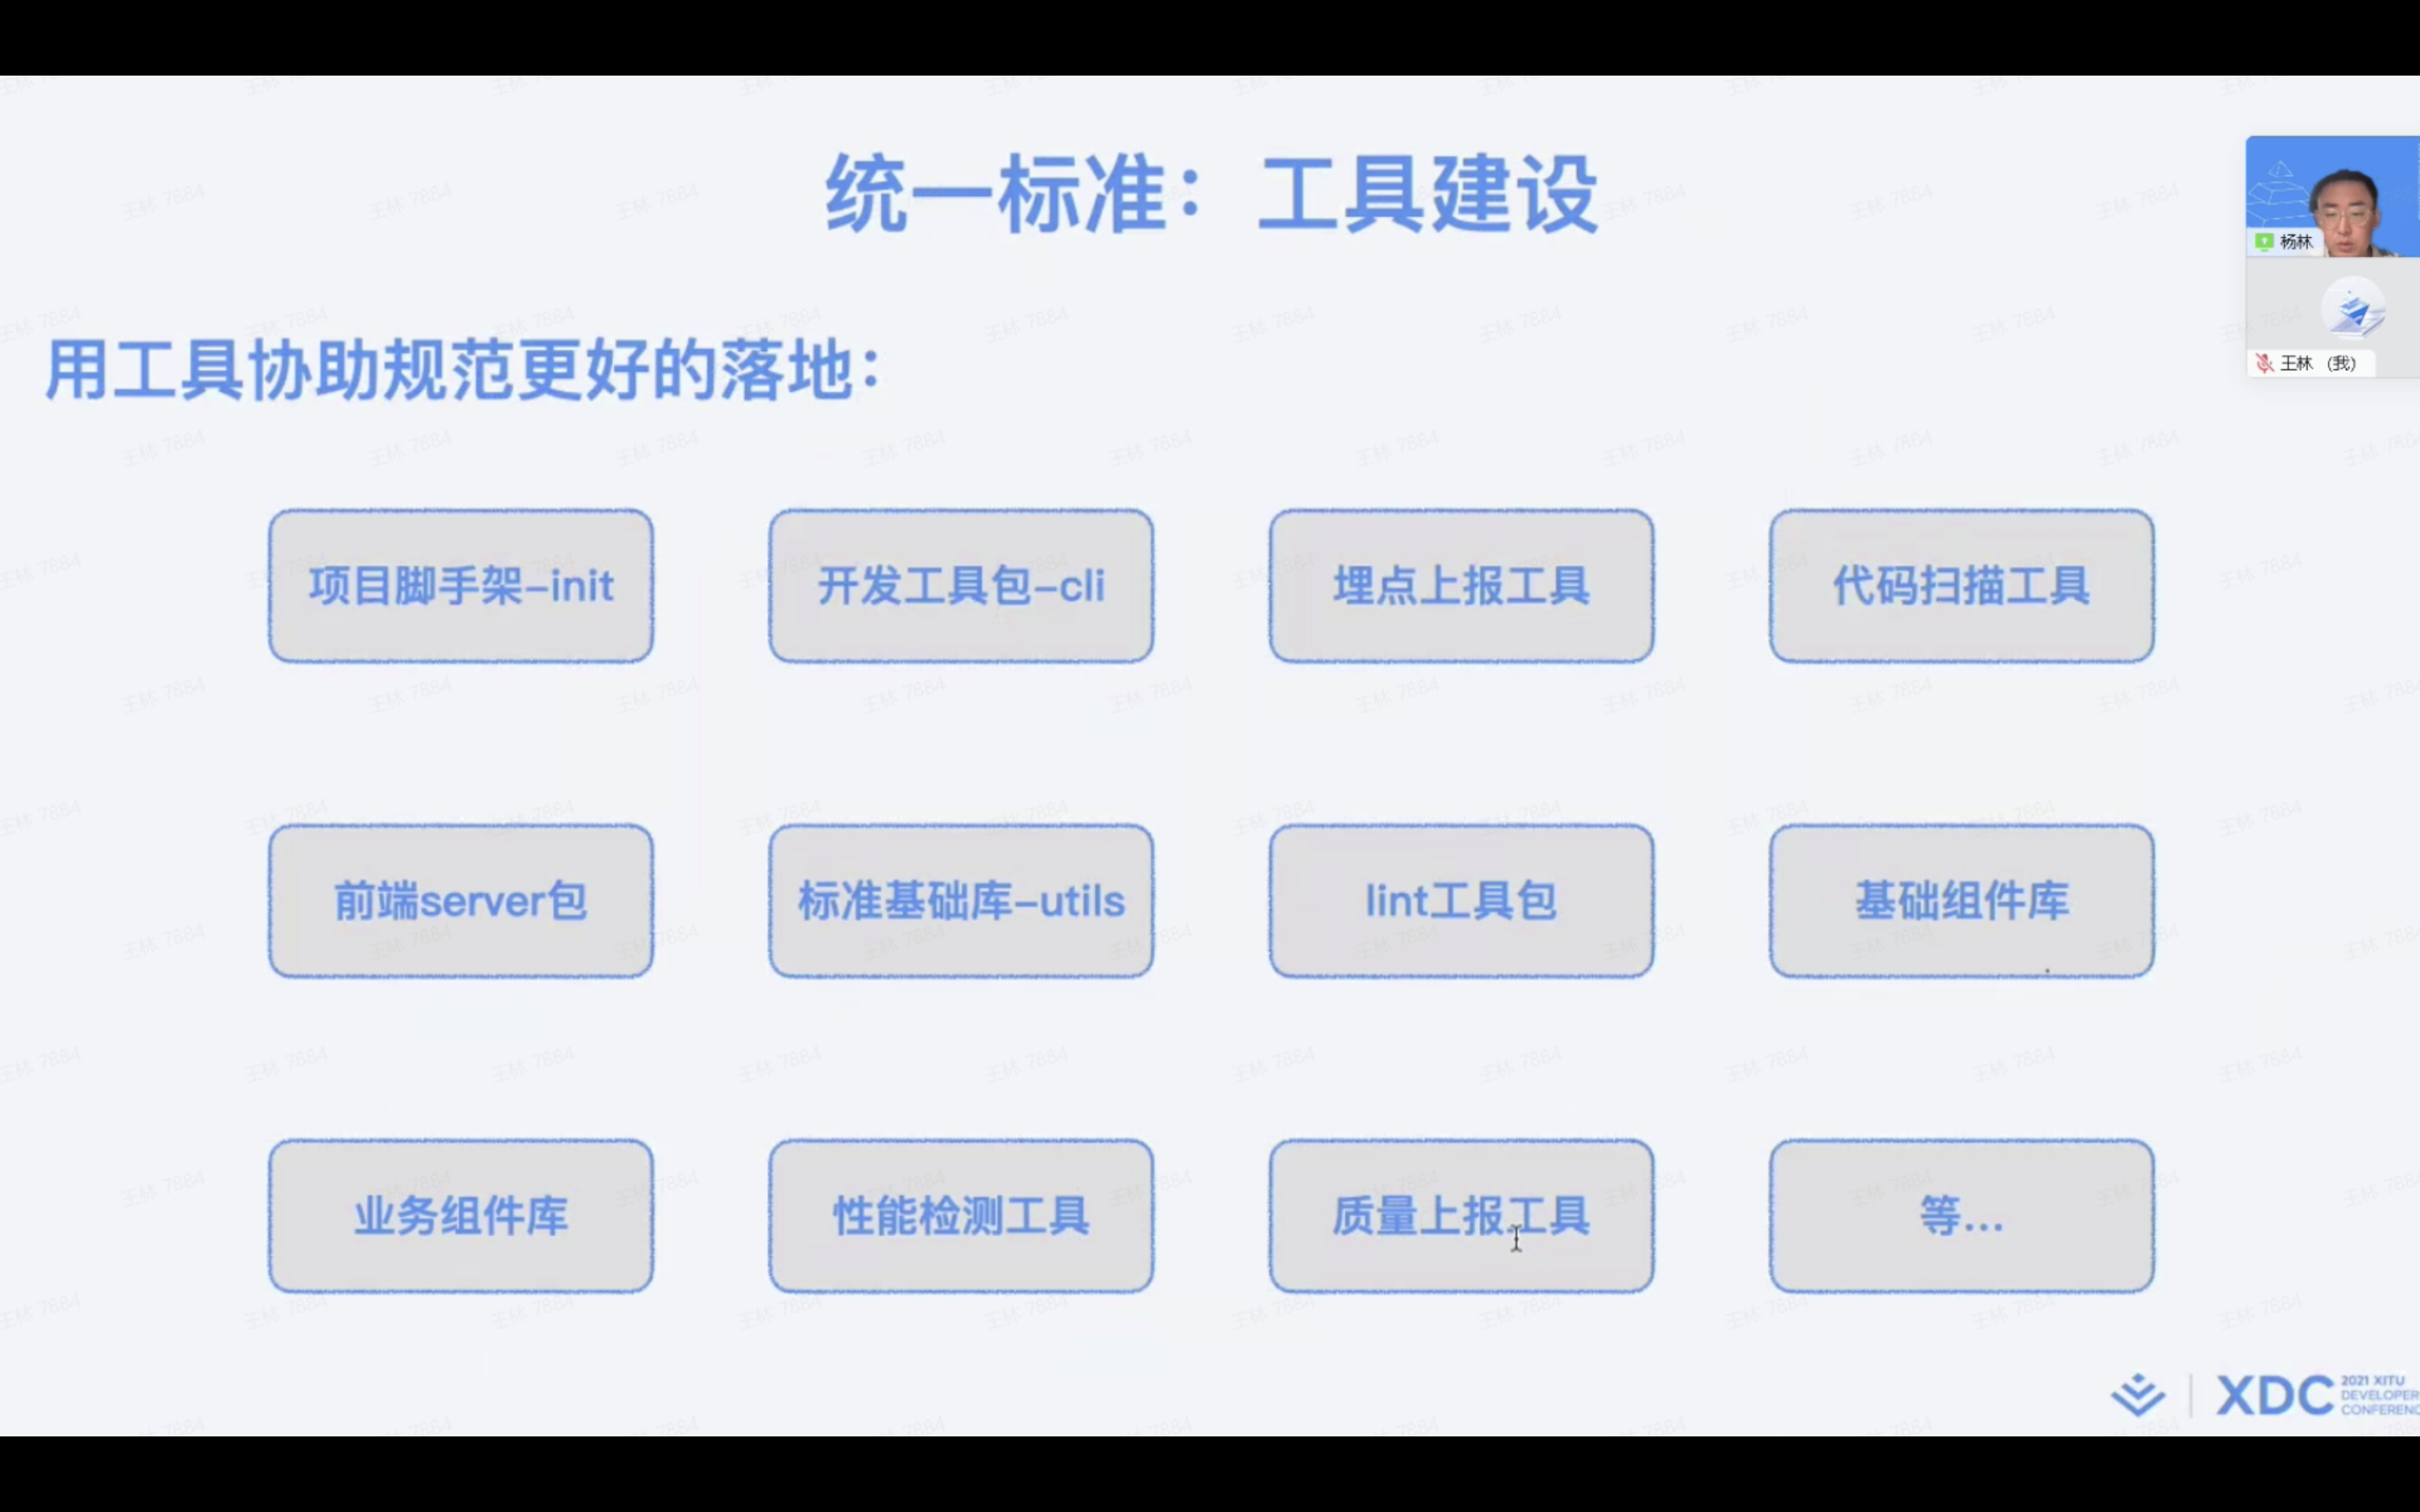 统一标准：工具建设
用工具协助规范更好的落地：
杨林
王林 （我）
项目脚手架-init
开发工具包-cli
埋点上报工具
代码扫描工具
前端server包
标准基础库-utils
lint工具包
基础组件库
业务组件库
性能检测工具
质量上报工具
等...
XDC
2021 XITU
DEVELOPER
CONFERENC
王林 7884